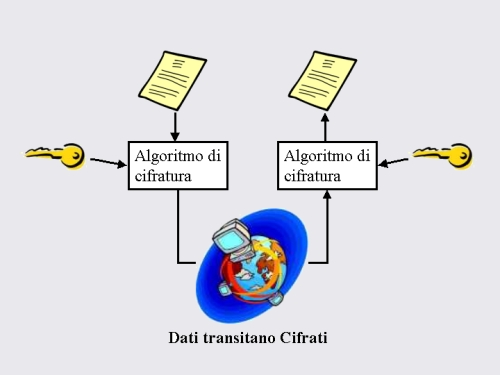 Algoritmo di
cifratura
Algoritmo di
cifratura
Dati transitano Cifrati